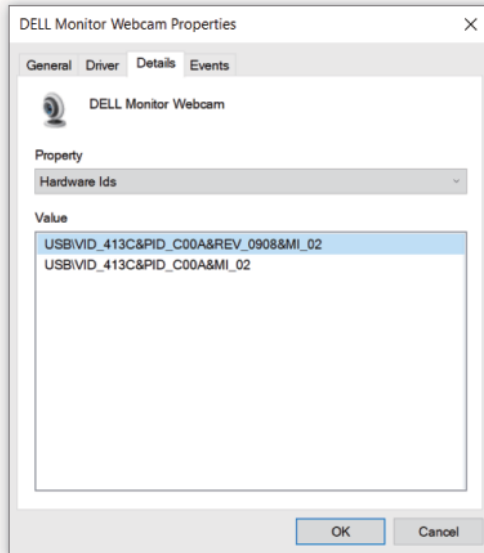 DELL Monitor Webcam Properties
General Driver Details Events
DELL Monitor Webcam
Property
Hardware Ids
Value
USB\VID_413C&PID_C00A&REV_0908&MI_02
USB\VID_413C&PID_C00A&MI_02
OK Cancel